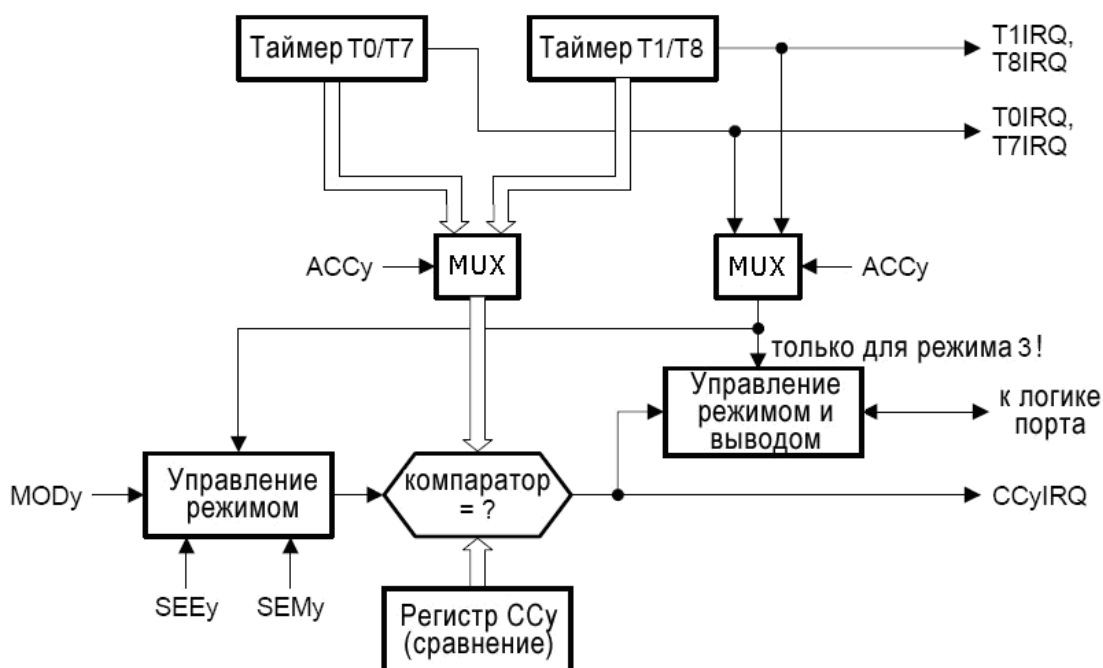 Таймер T0/T7
Таймер T1/T8
T1IRQ,
T8IRQ
T0IRQ,
T7IRQ
ACCy
MUX
MUX
ACCy
только для режима 3!
Управление
режимом и
выводом
к логике
порта
MODy
Управление
режимом
компаратор
= ?
CCyIRQ
SEEy
SEMy
Регистр CCy
(сравнение)